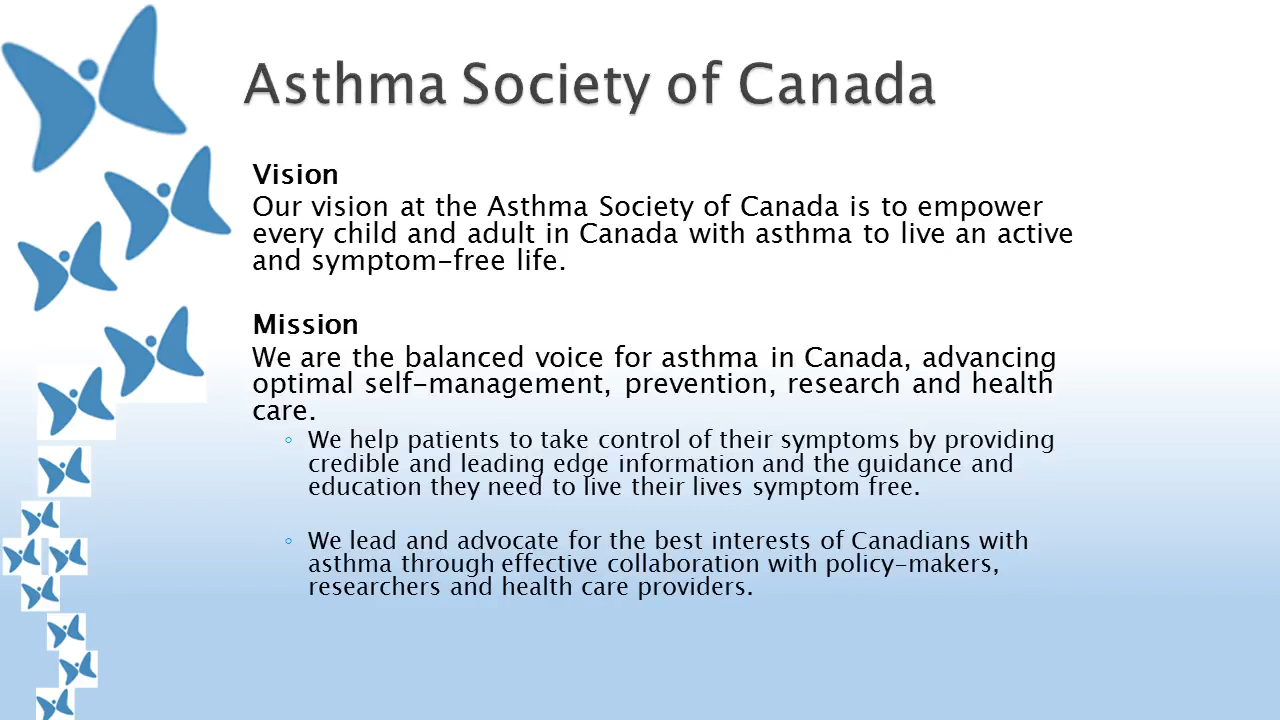 Asthma Society of Canada
Vision
Our vision at the Asthma Society of Canada is to empower
every child and adult in Canada with asthma to live an active
and symptom-free life.
Mission
We are the balanced voice for asthma in Canada, advancing
optimal self-management, prevention, research and health
care.
◦ We help patients to take control of their symptoms by providing
credible and leading edge information and the guidance and
education they need to live their lives symptom free.
◦ We lead and advocate for the best interests of Canadians with
asthma through effective collaboration with policy-makers,
researchers and health care providers.